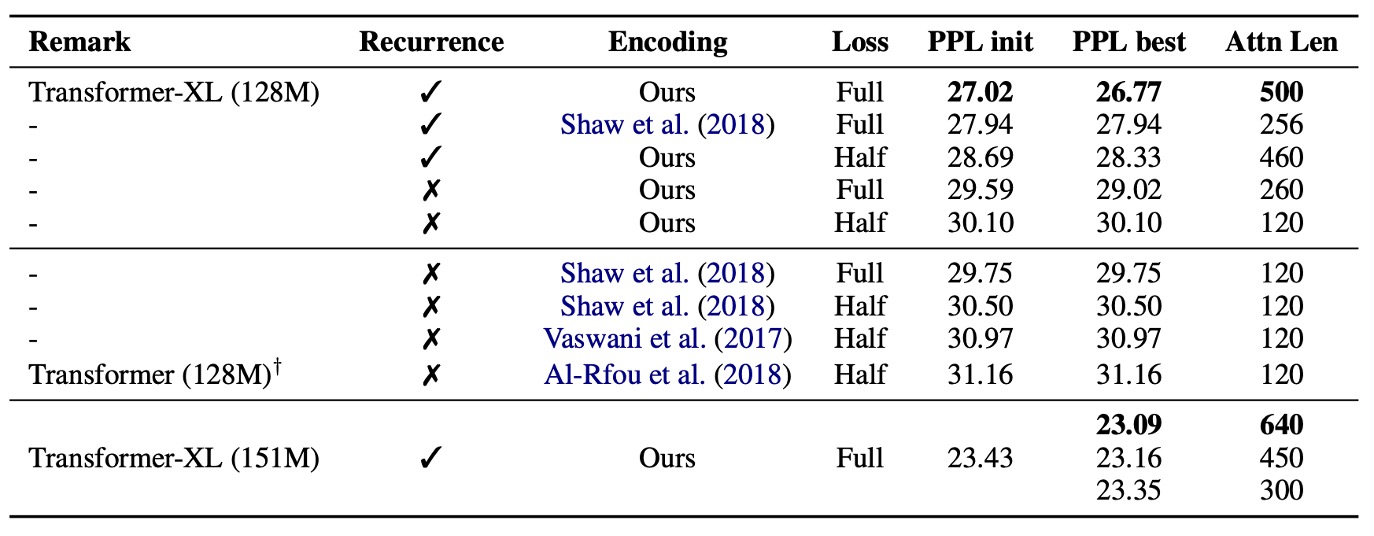 Remark Recurrence Encoding Loss PPL init PPL best Attn Len
Transformer-XL (128M) ✓ Ours Full 27.02 26.77 500
- ✓ Shaw et al. (2018) Full 27.94 27.94 256
- ✓ Ours Half 28.69 28.33 460
- ✗ Ours Full 29.59 29.02 260
- ✗ Ours Half 30.10 30.10 120
- ✗ Shaw et al. (2018) Full 29.75 29.75 120
- ✗ Shaw et al. (2018) Half 30.50 30.50 120
- ✗ Vaswani et al. (2017) Half 30.97 30.97 120
Transformer (128M)† ✗ Al-Rfou et al. (2018) Half 31.16 31.16 120
23.09 640
Transformer-XL (151M) ✓ Ours Full 23.43 23.16 450
23.35 300